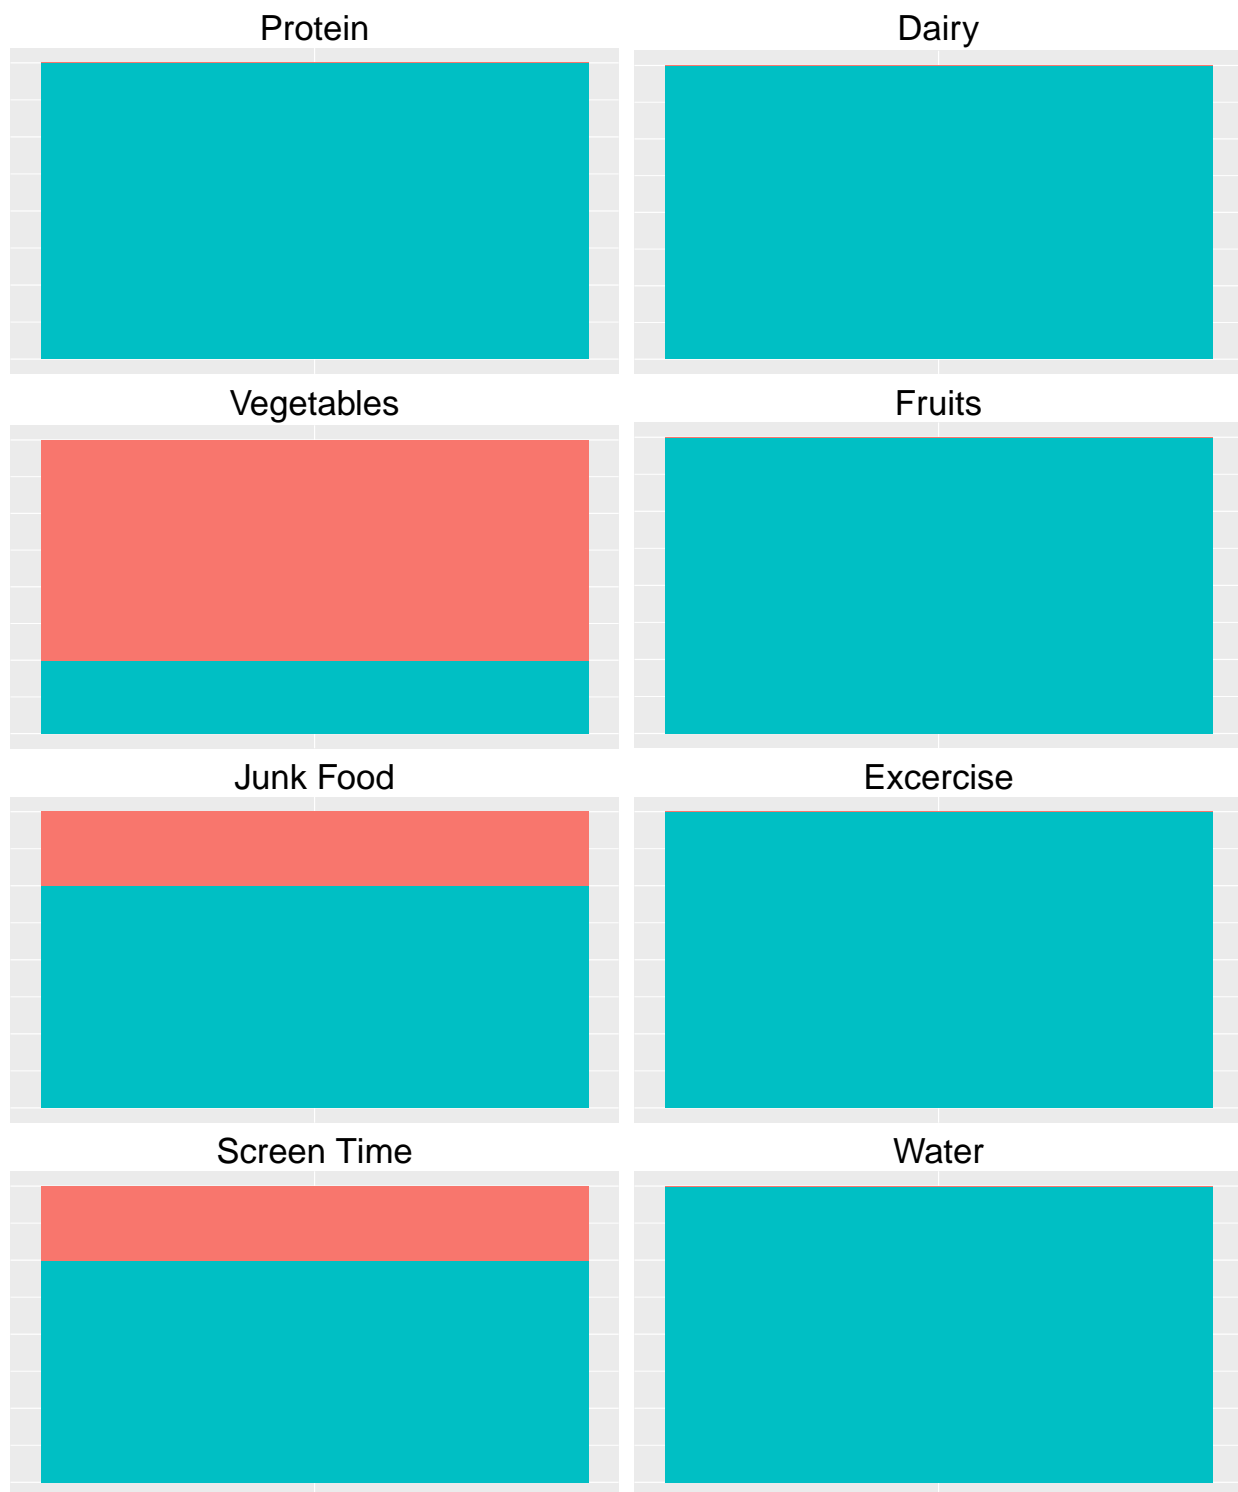 Protein
Dairy
Vegetables
Fruits
Junk Food
Excercise
Screen Time
Water